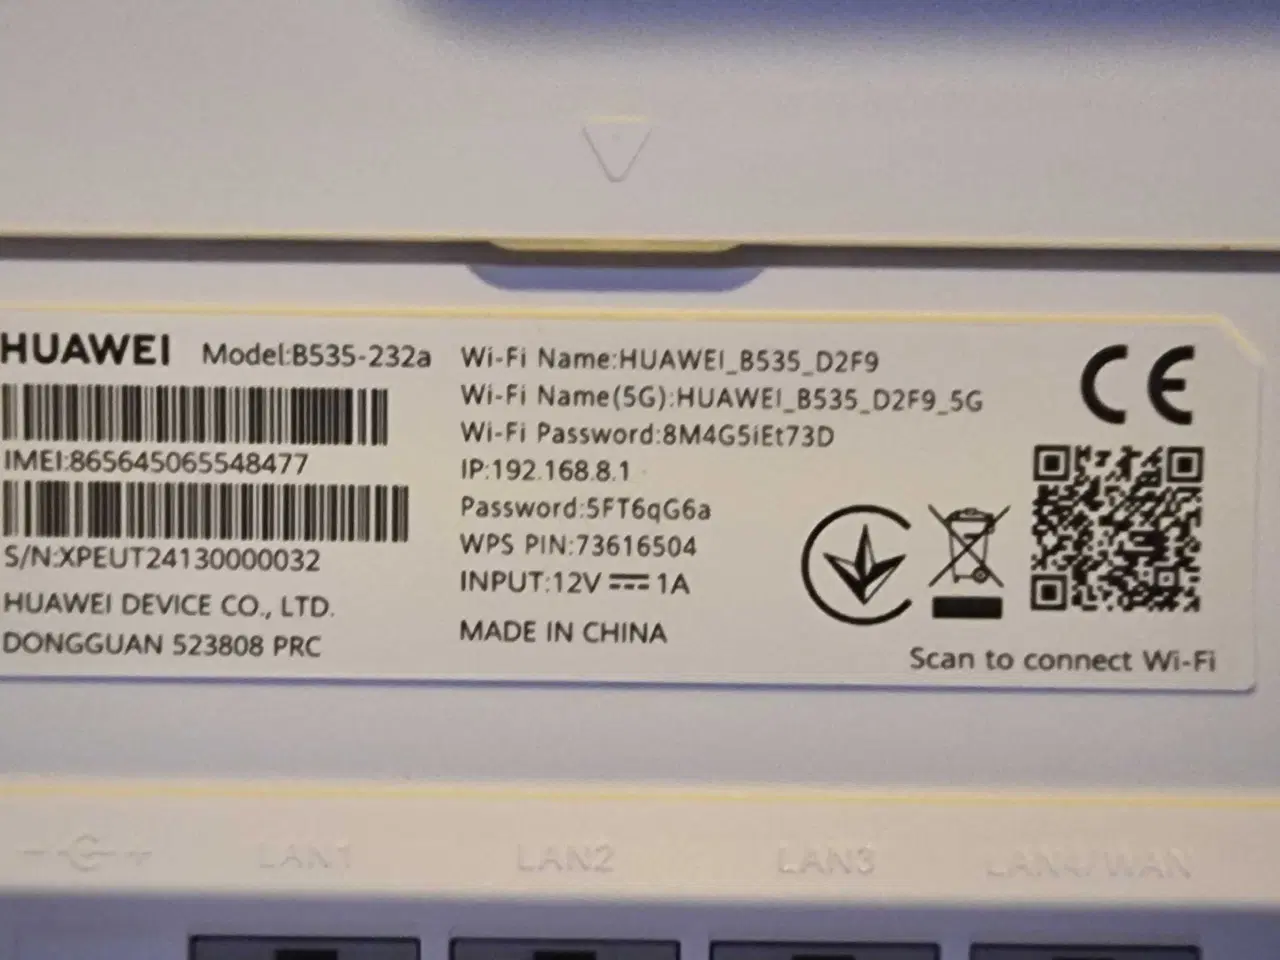 HUAWEI Model:B535-232a
IMEI:865645065548477
S/N:XPEUT24130000032
HUAWEI DEVICE CO., LTD.
DONGGUAN 523808 PRC
Wi-Fi Name:HUAWEI_B535_D2F9
Wi-Fi Name(5G):HUAWEI_B535_D2F9_5G
Wi-Fi Password:8M4G5iEt73D
IP:192.168.8.1
Password:5FT6qG6a
WPS PIN:73616504
INPUT:12V ⎓ 1A
MADE IN CHINA
CE
Scan to connect Wi-Fi
LAN1 LAN2 LAN3 LAN4/WAN